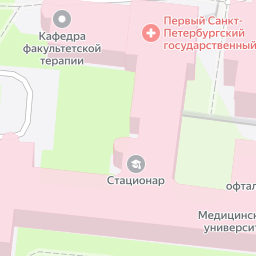 Первый Санкт-
Петербургский
государственный
Кафедра
факультетской
терапии
Стационар
офтал
Медицинск
университ